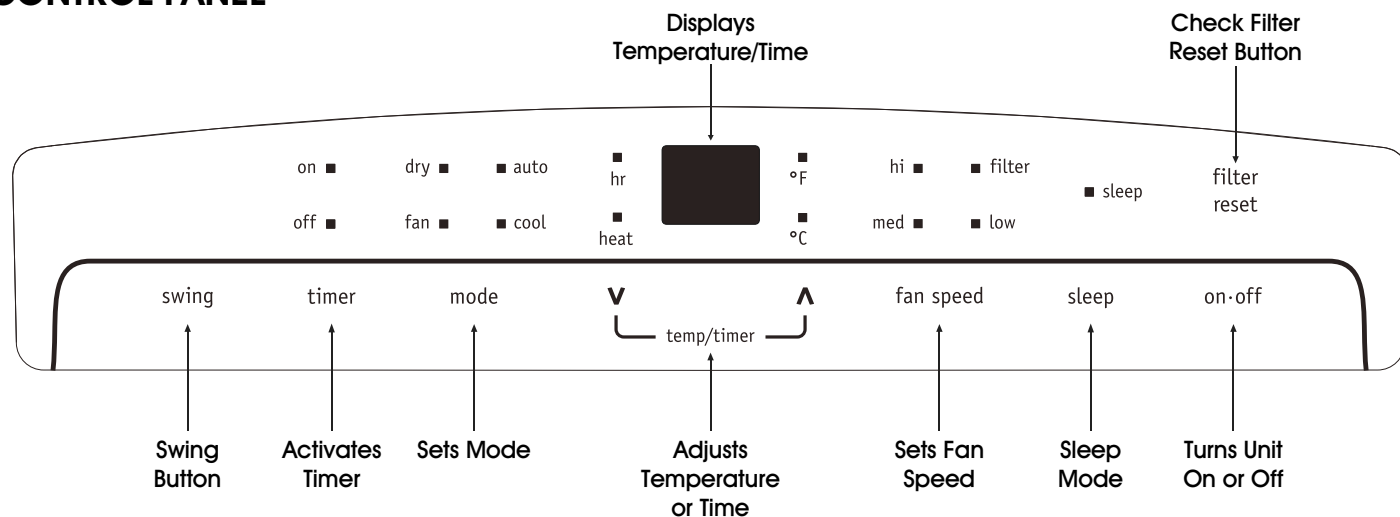 CONTROL PANEL
Displays
Temperature/Time
Check Filter
Reset Button
on
dry
auto
hr
°F
hi
filter
sleep
filter
reset
off
fan
cool
heat
°C
med
low
swing
timer
mode
V
Λ
fan speed
sleep
on·off
temp/timer
Swing
Button
Activates
Timer
Sets Mode
Adjusts
Temperature
or Time
Sets Fan
Speed
Sleep
Mode
Turns Unit
On or Off